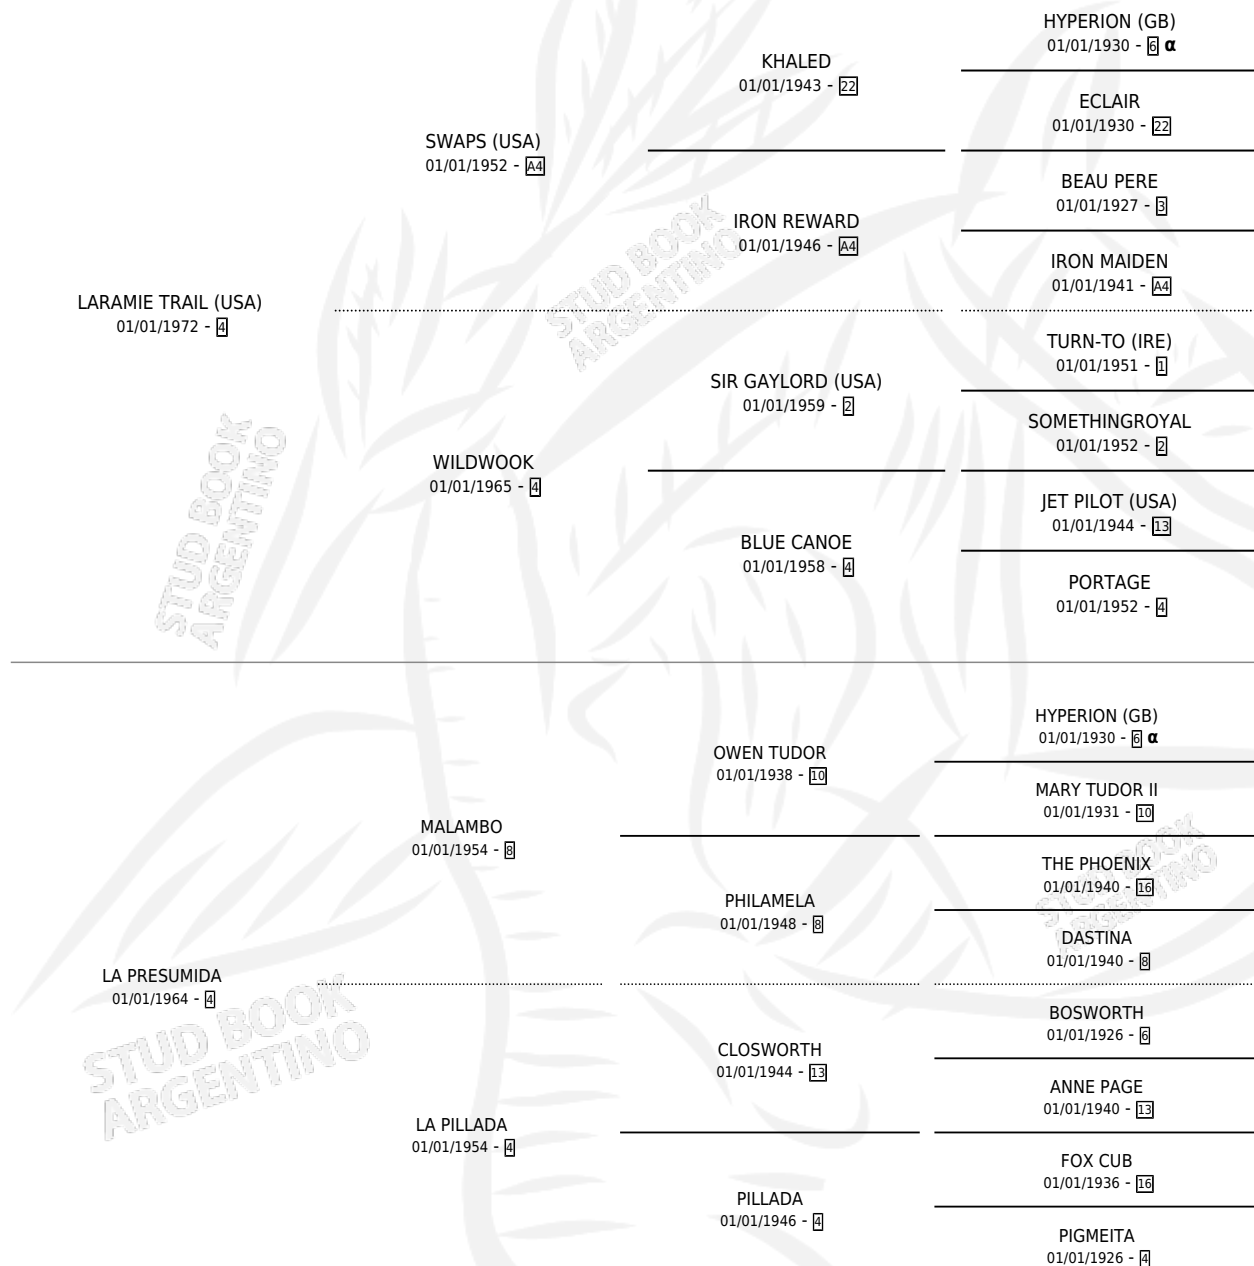 HYPERION (GB)
01/01/1930 - 6 α
KHALED
01/01/1943 - 22
ECLAIR
01/01/1930 - 22
SWAPS (USA)
01/01/1952 - A4
BEAU PERE
01/01/1927 - 3
IRON REWARD
01/01/1946 - A4
IRON MAIDEN
01/01/1941 - A4
LARAMIE TRAIL (USA)
01/01/1972 - 4
TURN-TO (IRE)
01/01/1951 - 1
SIR GAYLORD (USA)
01/01/1959 - 2
SOMETHINGROYAL
01/01/1952 - 2
WILDWOOK
01/01/1965 - 4
JET PILOT (USA)
01/01/1944 - 13
BLUE CANOE
01/01/1958 - 4
PORTAGE
01/01/1952 - 4
HYPERION (GB)
01/01/1930 - 6 α
OWEN TUDOR
01/01/1938 - 10
MARY TUDOR II
01/01/1931 - 10
MALAMBO
01/01/1954 - 8
THE PHOENIX
01/01/1940 - 16
PHILAMELA
01/01/1948 - 8
DASTINA
01/01/1940 - 8
LA PRESUMIDA
01/01/1964 - 4
BOSWORTH
01/01/1926 - 6
CLOSWORTH
01/01/1944 - 13
ANNE PAGE
01/01/1940 - 13
LA PILLADA
01/01/1954 - 4
FOX CUB
01/01/1936 - 16
PILLADA
01/01/1946 - 4
PIGMEITA
01/01/1926 - 4
STUD BOOK
ARGENTINO
STUD BOOK
ARGENTINO
STUD BOOK
ARGENTINO
STUD BOOK
ARGENTINO